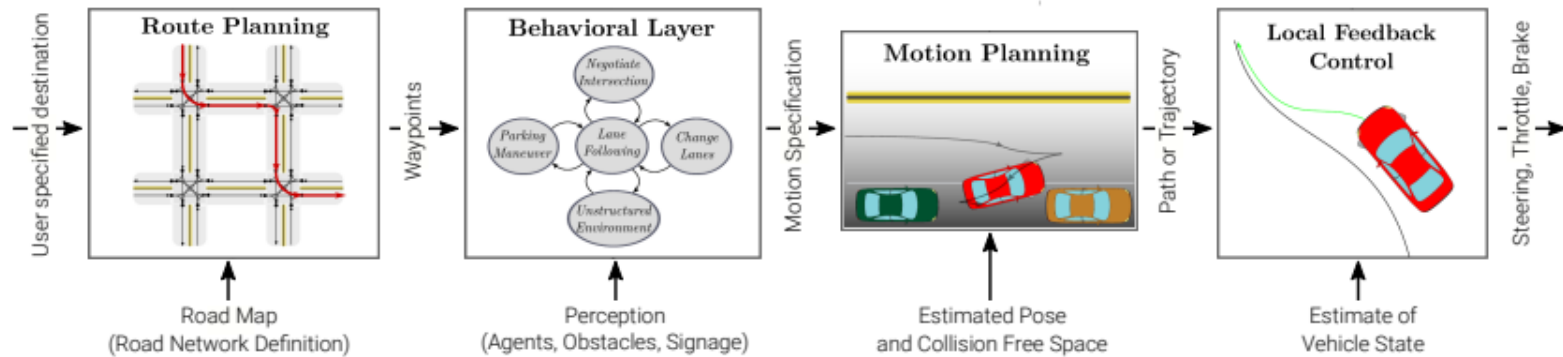 User specified destination
Route Planning
Road Map
(Road Network Definition)
Waypoints
Behavioral Layer
Negotiate
Intersection
Parking
Maneuver
Lane
Following
Change
Lanes
Unstructured
Environment
Perception
(Agents, Obstacles, Signage)
Motion Specification
Motion Planning
Estimated Pose
and Collision Free Space
Path or Trajectory
Local Feedback
Control
Estimate of
Vehicle State
Steering, Throttle, Brake